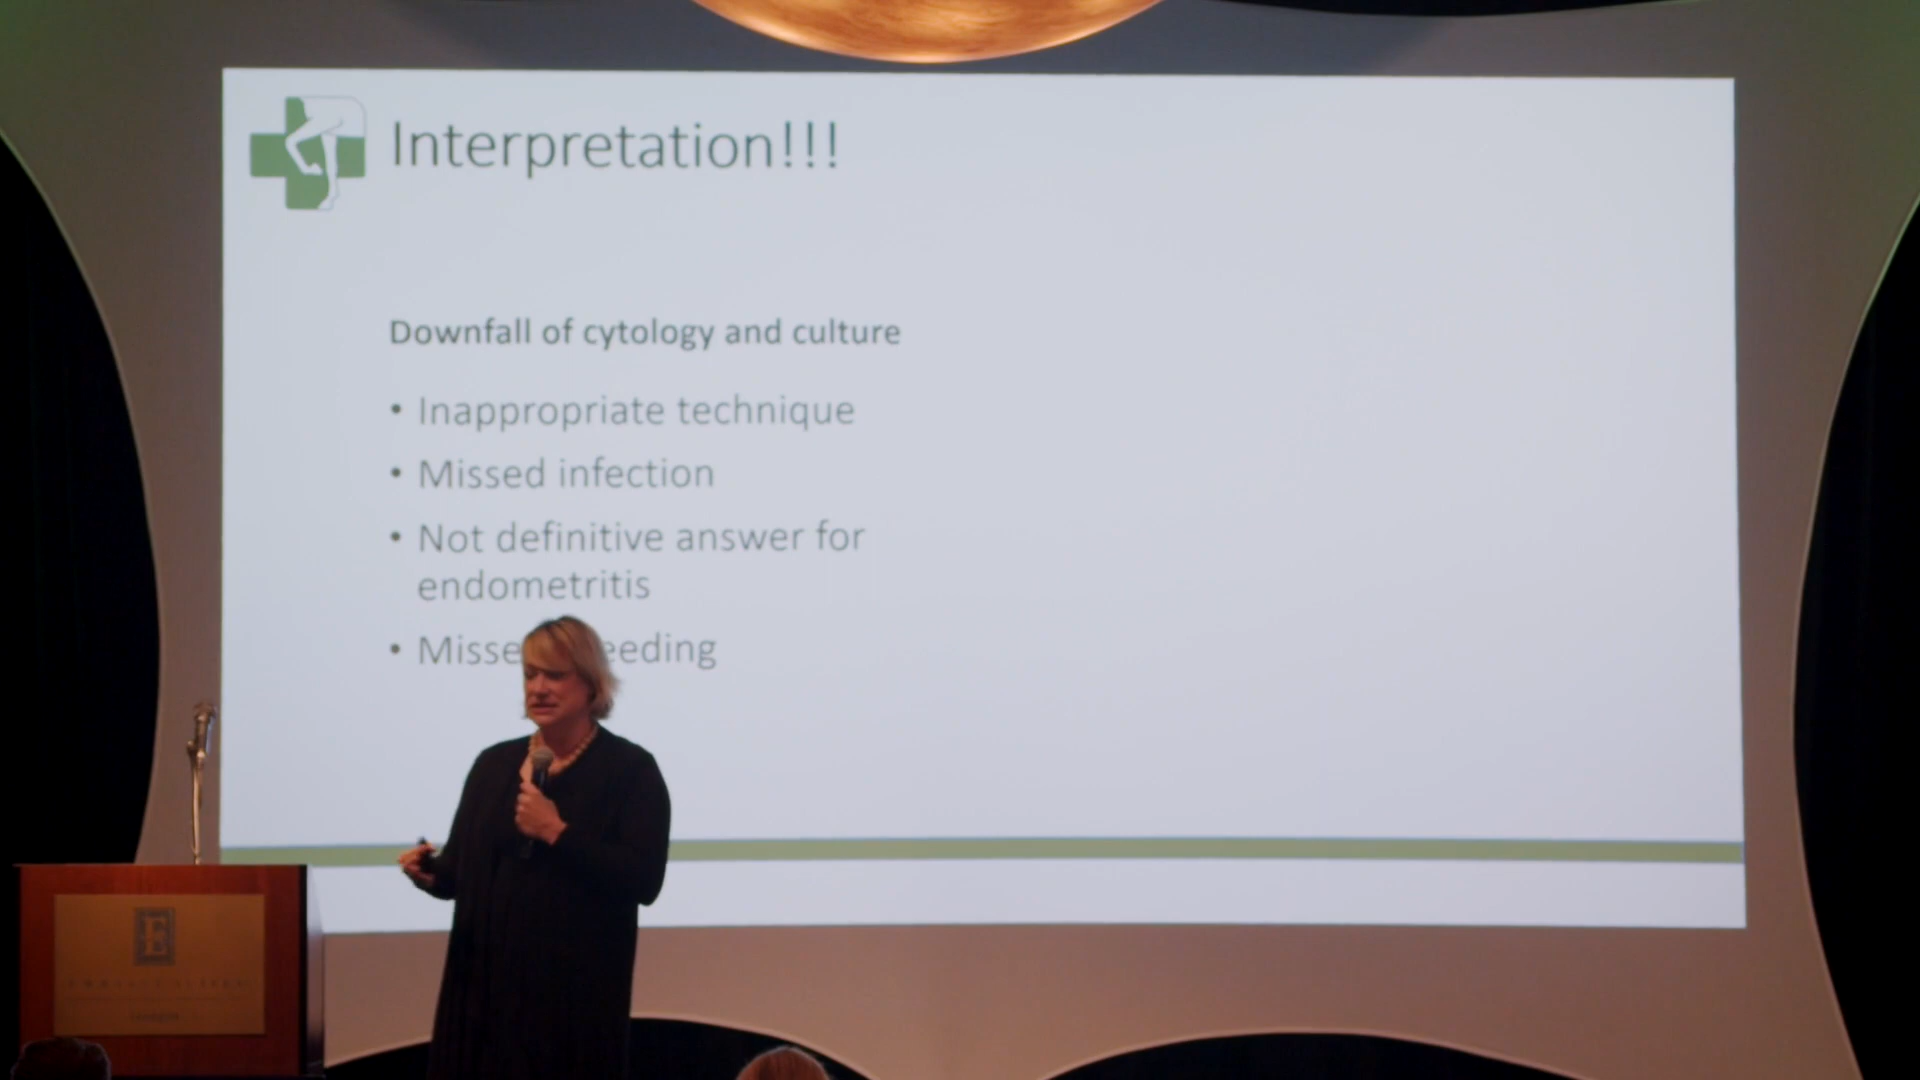 Interpretation!!!
Downfall of cytology and culture
• Inappropriate technique
• Missed infection
• Not definitive answer for
endometritis
• Misse eeding
E